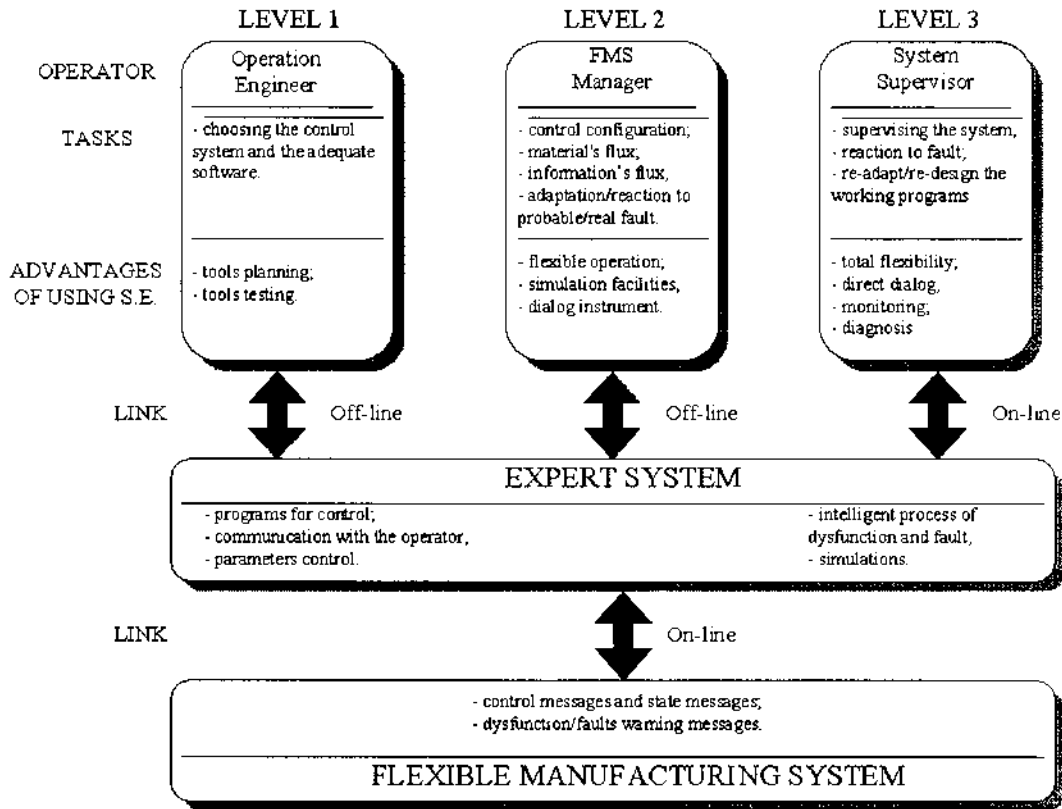 LEVEL 1
LEVEL 2
LEVEL 3
OPERATOR
Operation
Engineer
FMS
Manager
System
Supervisor
TASKS
- choosing the control
system and the adequate
software.
- control configuration;
- material's flux;
- information's flux,
- adaptation/reaction to
probable/real fault.
- supervising the system,
- reaction to fault;
- re-adapt/re-design the
working programs
ADVANTAGES
OF USING S.E.
- tools planning;
- tools testing.
- flexible operation;
- simulation facilities,
- dialog instrument.
- total flexibility;
- direct dialog,
- monitoring;
- diagnosis
LINK
Off-line
Off-line
On-line
EXPERT SYSTEM
- programs for control;
- communication with the operator,
- parameters control.
- intelligent process of
dysfunction and fault,
- simulations.
LINK
On-line
- control messages and state messages;
- dysfunction/faults warning messages.
FLEXIBLE MANUFACTURING SYSTEM